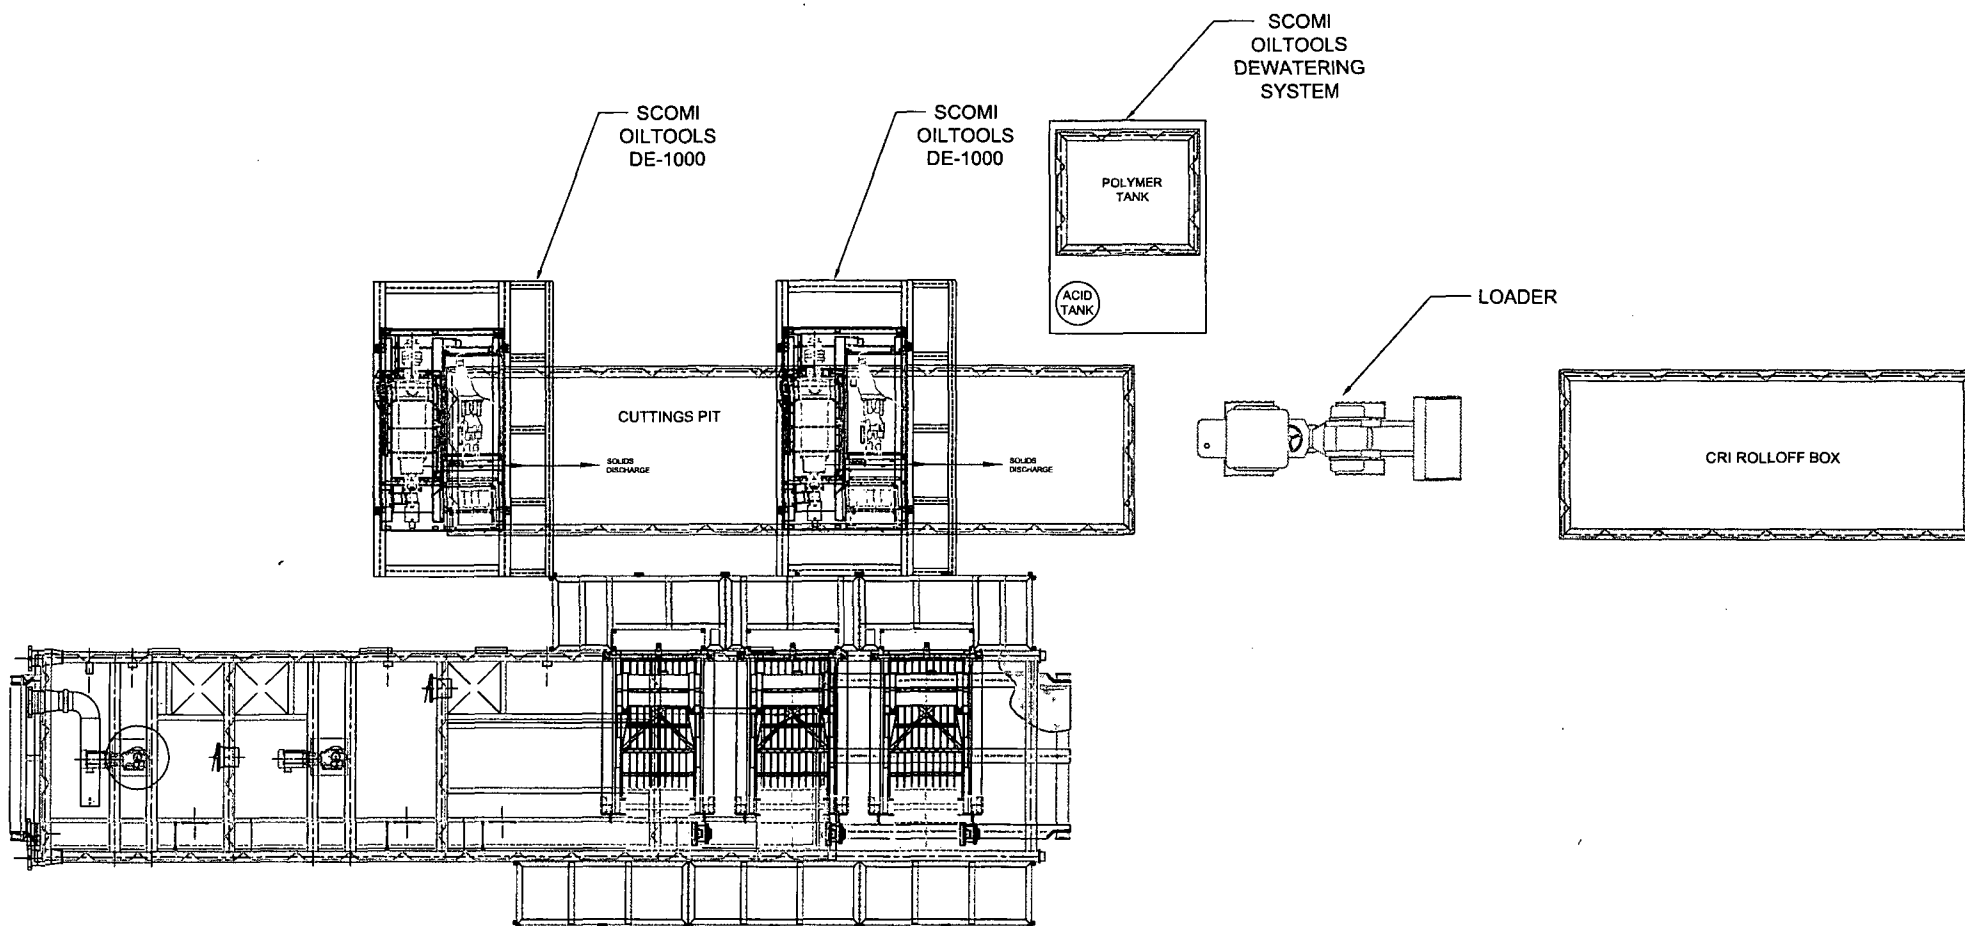 SCOMI
OILTOOLS
DEWATERING
SYSTEM
SCOMI
OILTOOLS
DE-1000
SCOMI
OILTOOLS
DE-1000
POLYMER
TANK
ACID
TANK
LOADER
CUTTINGS PIT
SOLIDS
DISCHARGE
SOLIDS
DISCHARGE
CRI ROLLOFF BOX